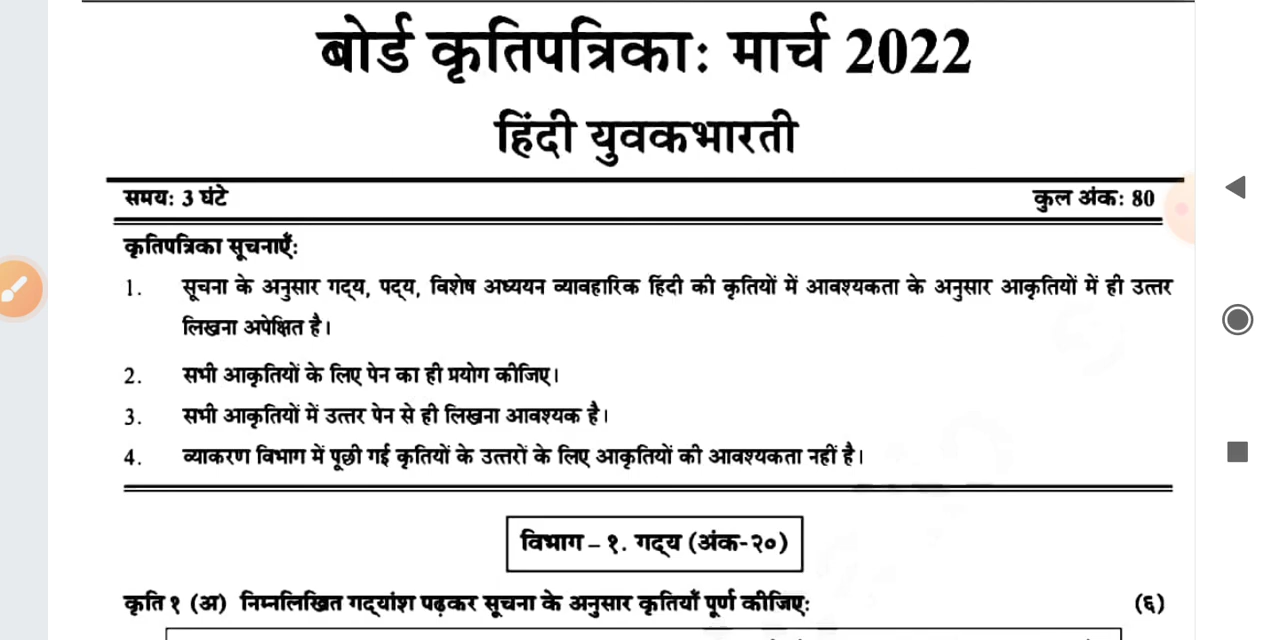 बोर्ड कृतिपत्रिका: मार्च 2022
हिंदी युवकभारती
समय: 3 घंटे कुल अंक: 80
कृतिपत्रिका सूचनाएँ:
1. सूचना के अनुसार गद्य, पद्य, विशेष अध्ययन व्यावहारिक हिंदी की कृतियों में आवश्यकता के अनुसार आकृतियों में ही उत्तर
लिखना अपेक्षित है।
2. सभी आकृतियों के लिए पेन का ही प्रयोग कीजिए।
3. सभी आकृतियों में उत्तर पेन से ही लिखना आवश्यक है।
4. व्याकरण विभाग में पूछी गई कृतियों के उत्तरों के लिए आकृतियों की आवश्यकता नहीं है।
विभाग – १. गद्य (अंक-२०)
कृति १ (अ) निम्नलिखित गद्यांश पढ़कर सूचना के अनुसार कृतियाँ पूर्ण कीजिए: (६)